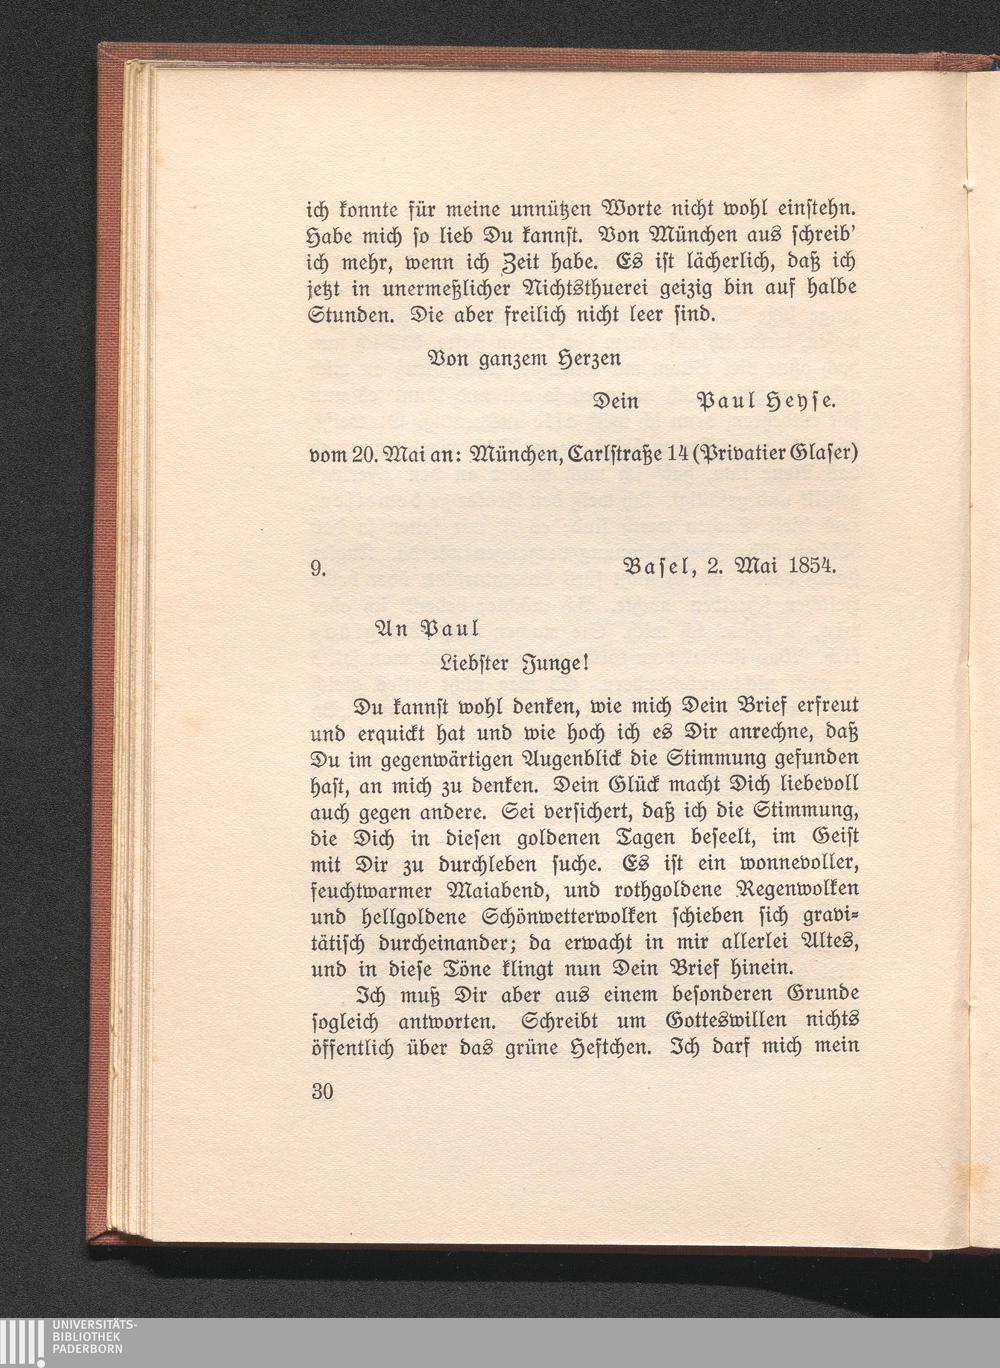 ich konnte für meine unnützen Worte nicht wohl einstehn.
Habe mich so lieb Du kannst. Von München aus schreib'
ich mehr, wenn ich Zeit habe. Es ist lächerlich, daß ich
jetzt in unermeßlicher Nichtsthuerei geizig bin auf halbe
Stunden. Die aber freilich nicht leer sind.
Von ganzem Herzen
Dein Paul Heyse.
vom 20. Mai an: München, Carlstraße 14 (Privatier Glaser)
9. Basel, 2. Mai 1854.
An Paul
Liebster Junge!
Du kannst wohl denken, wie mich Dein Brief erfreut
und erquickt hat und wie hoch ich es Dir anrechne, daß
Du im gegenwärtigen Augenblick die Stimmung gefunden
hast, an mich zu denken. Dein Glück macht Dich liebevoll
auch gegen andere. Sei versichert, daß ich die Stimmung,
die Dich in diesen goldenen Tagen beseelt, im Geist
mit Dir zu durchleben suche. Es ist ein wonnevoller,
feuchtwarmer Maiabend, und rothgoldene Regenwolken
und hellgoldene Schönwetterwolken schieben sich gravi-
tätisch durcheinander; da erwacht in mir allerlei Altes,
und in diese Töne klingt nun Dein Brief hinein.
Ich muß Dir aber aus einem besonderen Grunde
sogleich antworten. Schreibt um Gotteswillen nichts
öffentlich über das grüne Heftchen. Ich darf mich mein
30
UNIVERSITÄTS-
BIBLIOTHEK
PADERBORN